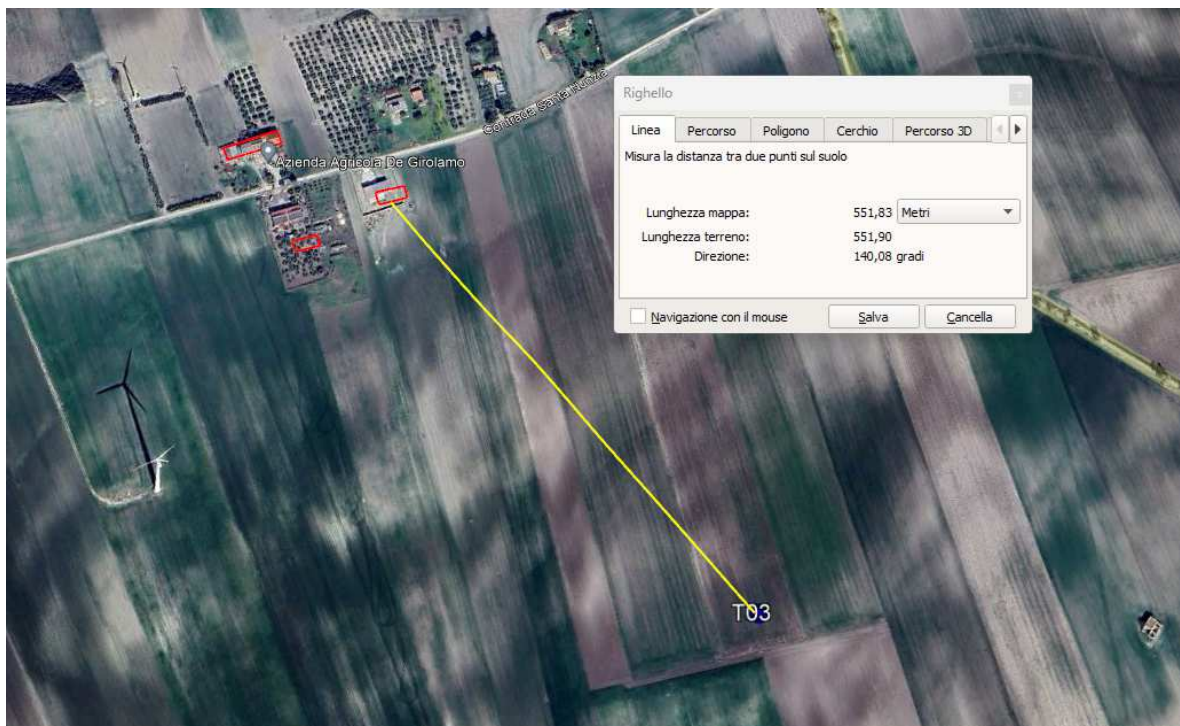 Righello
Linea
Percorso
Poligono
Cerchio
Percorso 3D
Misura la distanza tra due punti sul suolo
Lunghezza mappa:
551,83
Metri
Lunghezza terreno:
551,90
Direzione:
140,08 gradi
Navigazione con il mouse
Salva
Cancella
Contrada Santa Nunzia
Azienda Agricola De Girolamo
T03